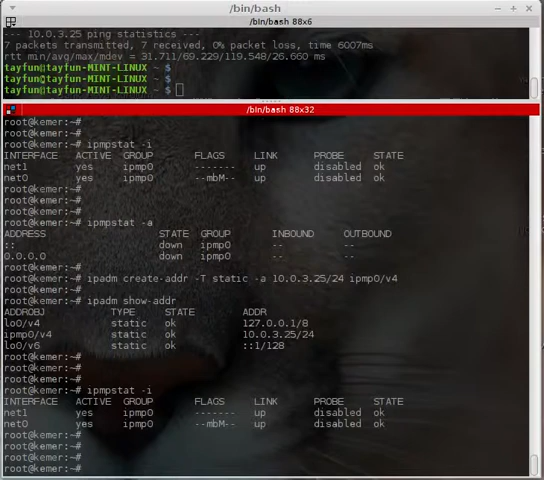 /bin/bash
/bin/bash 88x6
--- 10.0.3.25 ping statistics ---
7 packets transmitted, 7 received, 0% packet loss, time 6007ms
rtt min/avg/max/mdev = 31.711/69.229/119.548/26.660 ms
tayfun@tayfun-MINT-LINUX ~ $
tayfun@tayfun-MINT-LINUX ~ $
tayfun@tayfun-MINT-LINUX ~ $
/bin/bash 88x32
root@kemer:~#
root@kemer:~#
root@kemer:~# ipmpstat -i
INTERFACE ACTIVE GROUP FLAGS LINK PROBE STATE
net1 yes ipmp0 ------- up disabled ok
net0 yes ipmp0 --mbM-- up disabled ok
root@kemer:~#
root@kemer:~#
root@kemer:~#
root@kemer:~# ipmpstat -a
ADDRESS STATE GROUP INBOUND OUTBOUND
:: down ipmp0 -- --
0.0.0.0 down ipmp0 -- --
root@kemer:~#
root@kemer:~# ipadm create-addr -T static -a 10.0.3.25/24 ipmp0/v4
root@kemer:~#
root@kemer:~# ipadm show-addr
ADDROBJ TYPE STATE ADDR
lo0/v4 static ok 127.0.0.1/8
ipmp0/v4 static ok 10.0.3.25/24
lo0/v6 static ok ::1/128
root@kemer:~#
root@kemer:~#
root@kemer:~#
root@kemer:~# ipmpstat -i
INTERFACE ACTIVE GROUP FLAGS LINK PROBE STATE
net1 yes ipmp0 ------- up disabled ok
net0 yes ipmp0 --mbM-- up disabled ok
root@kemer:~#
root@kemer:~#
root@kemer:~#
root@kemer:~#